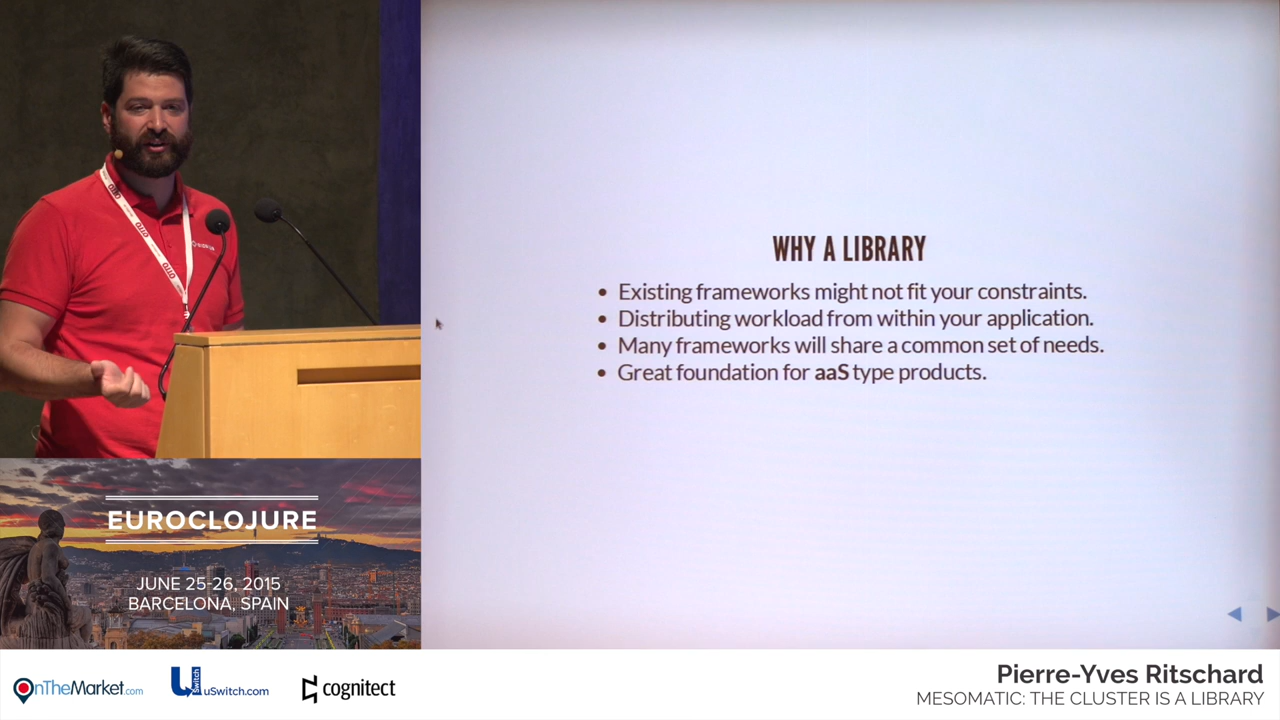 WHY A LIBRARY
Existing frameworks might not fit your constraints.
Distributing workload from within your application.
Many frameworks will share a common set of needs.
Great foundation for aaS type products.
EUROCLOJURE
JUNE 25-26, 2015
BARCELONA, SPAIN
OnTheMarket.com
uSwitch
uSwitch.com
cognitect
Pierre-Yves Ritschard
MESOMATIC: THE CLUSTER IS A LIBRARY